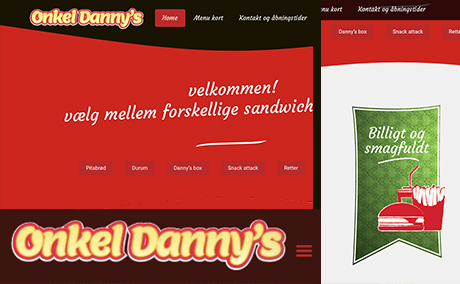 Onkel Danny's
Home
Menu kort
Kontakt og åbningstider
velkommen!
vælg mellem forskellige sandwich
Pitabrød
Durum
Danny's box
Snack attack
Retter
Onkel Danny's
kort
Kontakt og åbningstider
Danny's box
Snack attack
Billigt og
smagfuldt